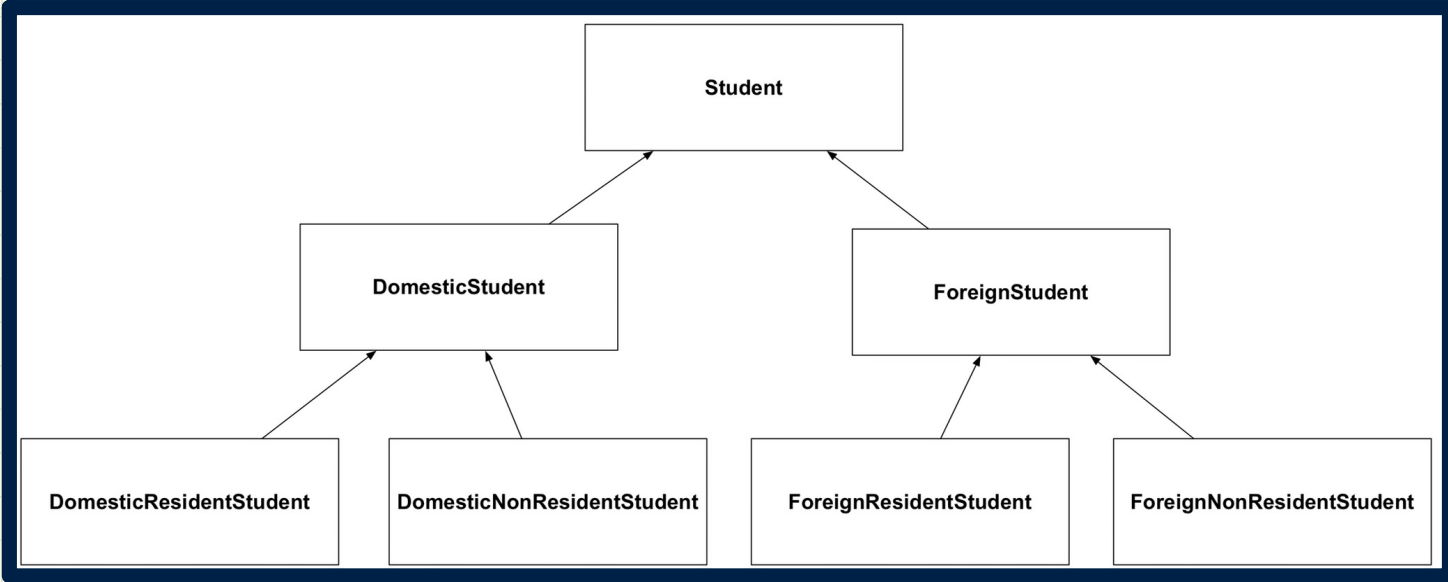 Student
DomesticStudent
ForeignStudent
DomesticResidentStudent
DomesticNonResidentStudent
ForeignResidentStudent
ForeignNonResidentStudent